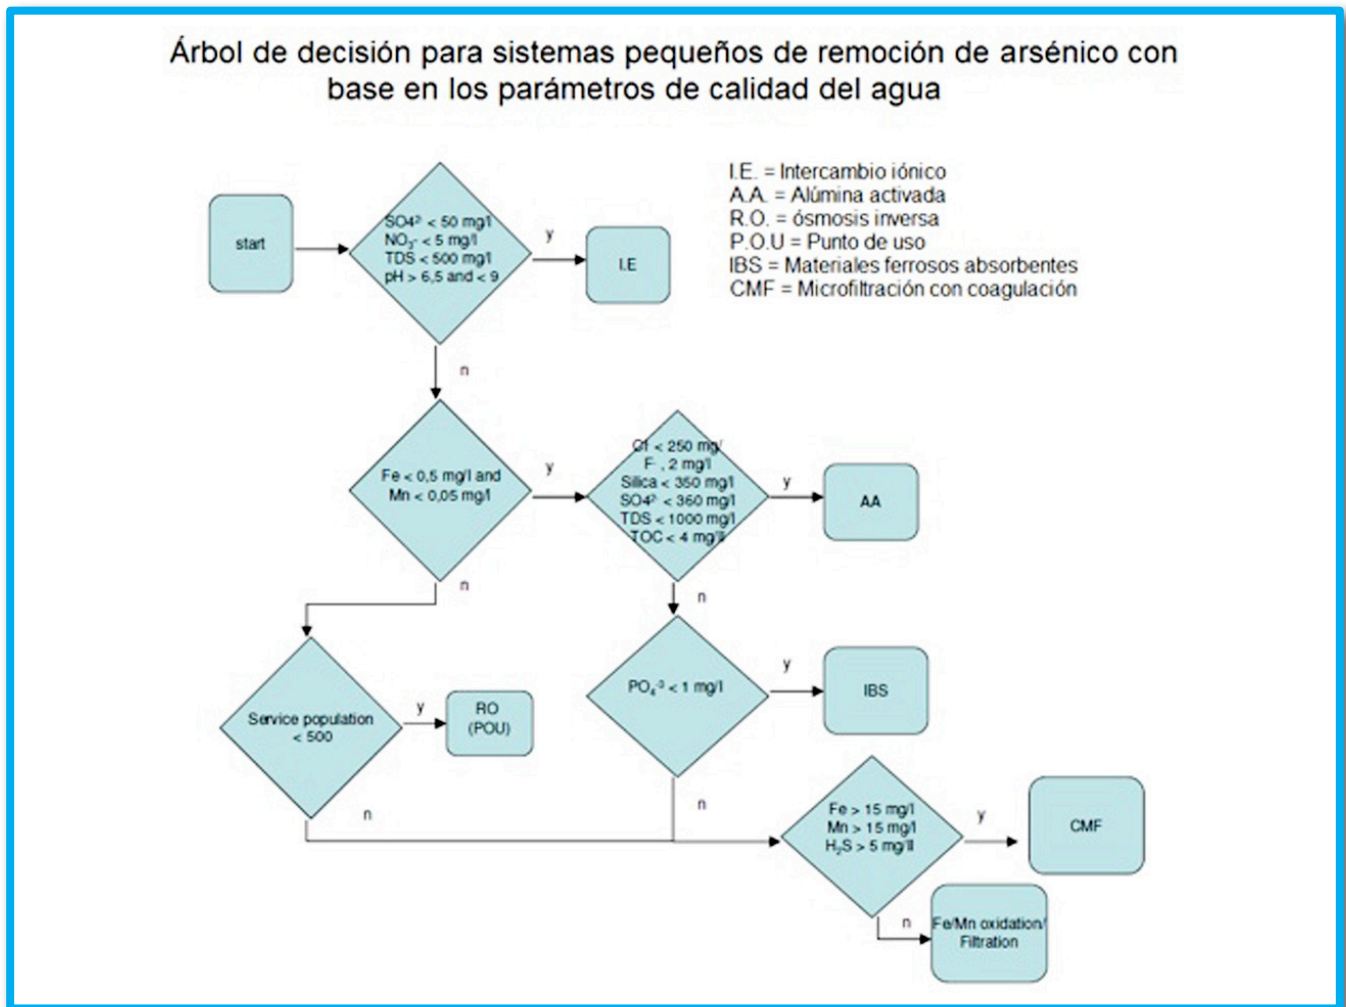 Árbol de decisión para sistemas pequeños de remoción de arsénico con
base en los parámetros de calidad del agua
I.E. = Intercambio iónico
A.A. = Alúmina activada
R.O. = ósmosis inversa
P.O.U = Punto de uso
IBS = Materiales ferrosos absorbentes
CMF = Microfiltración con coagulación
start
SO4²⁻ < 50 mg/l
NO₃⁻ < 5 mg/l
TDS < 500 mg/l
pH > 6,5 and < 9
y
I.E
n
Fe < 0,5 mg/l and
Mn < 0,05 mg/l
y
Cl⁻ < 250 mg/
F⁻ , 2 mg/l
Silica < 350 mg/l
SO4²⁻ < 360 mg/l
TDS < 1000 mg/l
TOC < 4 mg/l
y
AA
n
n
Service population
< 500
y
RO
(POU)
n
PO₄⁻³ < 1 mg/l
y
IBS
n
Fe > 15 mg/l
Mn > 15 mg/l
H₂S > 5 mg/l
y
CMF
n
Fe/Mn oxidation/
Filtration